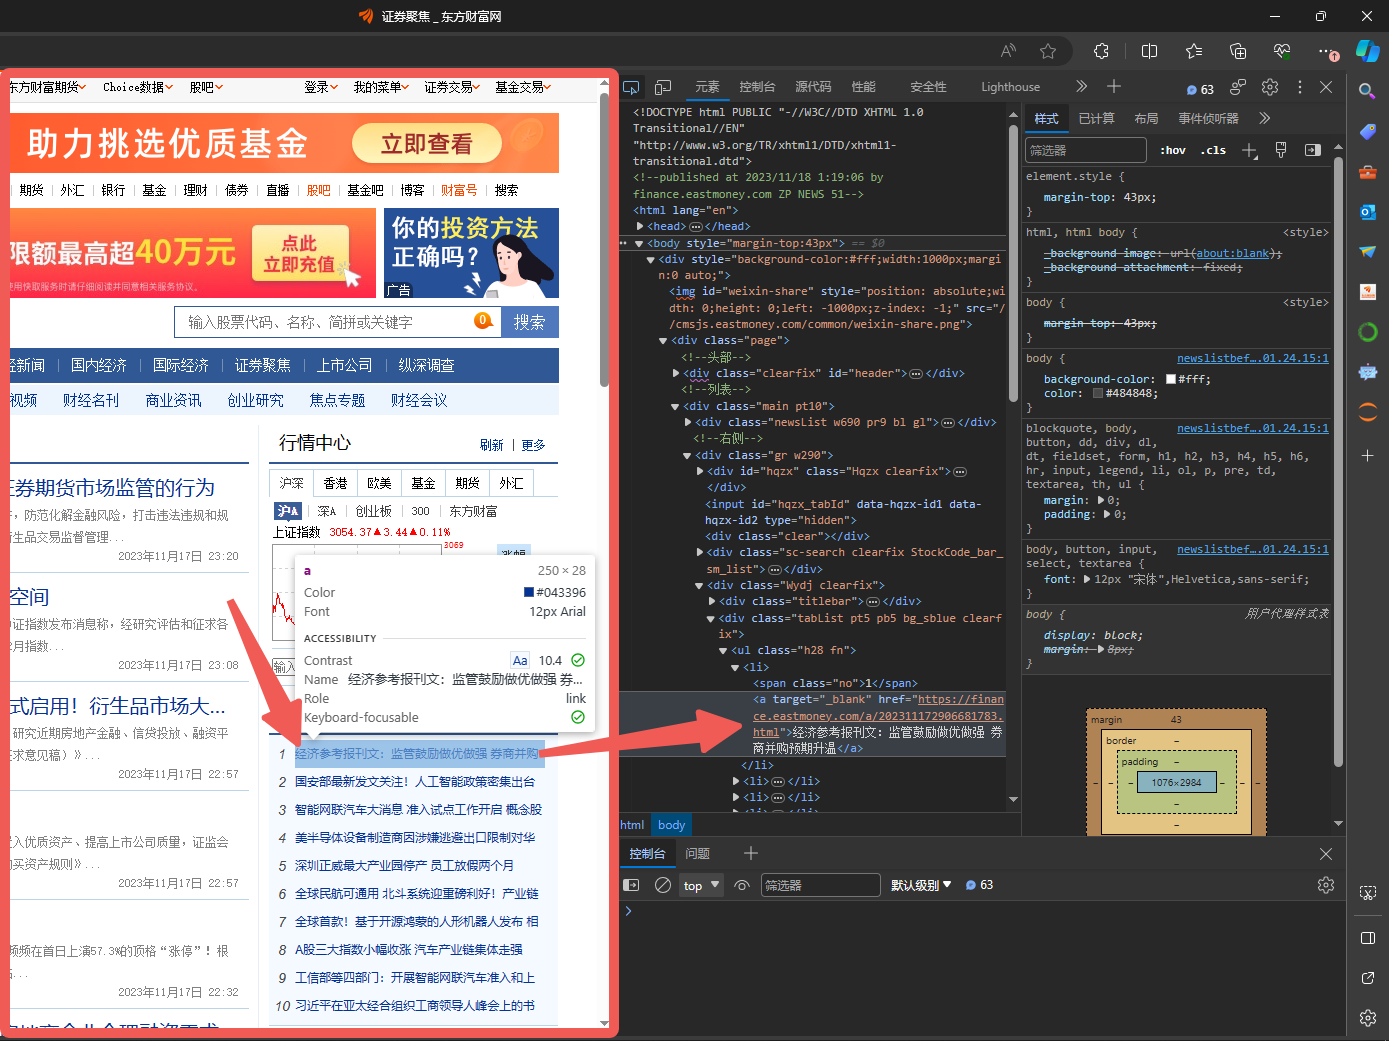 证券聚焦 _ 东方财富网
东方财富期货
Choice数据
股吧
登录
我的菜单
证券交易
基金交易
助力挑选优质基金
立即查看
期货 外汇 银行 基金 理财 债券 直播 股吧 基金吧 博客 财富号 搜索
限额最高超40万元
点此
立即充值
使用快取服务时请仔细阅读并同意相关服务协议。
你的投资方法
正确吗?
广告
输入股票代码、名称、简拼或关键字
搜索
经新闻 国内经济 国际经济 证券聚焦 上市公司 纵深调查
视频 财经名刊 商业资讯 创业研究 焦点专题 财经会议
证券期货市场监管的行为
，防范化解金融风险，打击违法违规和规
衍生品交易监督管理...
2023年11月17日 23:20
空间
中证指数发布消息称，经研究评估和征求各
2月指数...
2023年11月17日 23:08
式启用！衍生品市场大...
研究近期房地产金融、信贷投放、融资平
征求意见稿）》...
2023年11月17日 22:57
注入优质资产、提高上市公司质量，证监会
购买资产规则》...
2023年11月17日 22:57
频频在首日上演57.3%的顶格“涨停”！根
2023年11月17日 22:32
行情中心
刷新 | 更多
沪深 香港 欧美 基金 期货 外汇
沪A 深A 创业板 300 东方财富
上证指数 3054.37▲3.44▲0.11%
3069
涨幅
a
250 × 28
Color
#043396
Font
12px Arial
ACCESSIBILITY
Contrast
Aa 10.4
Name
经济参考报刊文：监管鼓励做优做强 券...
Role
link
Keyboard-focusable
输入
1 经济参考报刊文：监管鼓励做优做强 券商并购
2 国安部最新发文关注！人工智能政策密集出台
3 智能网联汽车大消息 准入试点工作开启 概念股
4 美半导体设备制造商因涉嫌逃避出口限制对华
5 深圳正威最大产业园停产 员工放假两个月
6 全球民航可通用 北斗系统迎重磅利好！产业链
7 全球首款！基于开源鸿蒙的人形机器人发布 相
8 A股三大指数小幅收涨 汽车产业链集体走强
9 工信部等四部门：开展智能网联汽车准入和上
10 习近平在亚太经合组织工商领导人峰会上的书
元素
控制台
源代码
性能
安全性
Lighthouse
63
<!DOCTYPE html PUBLIC "-//W3C//DTD XHTML 1.0
Transitional//EN"
"http://www.w3.org/TR/xhtml1/DTD/xhtml1-
transitional.dtd">
<!--published at 2023/11/18 1:19:06 by
finance.eastmoney.com ZP NEWS 51-->
<html lang="en">
<head>…</head>
<body style="margin-top:43px"> == $0
<div style="background-color:#fff;width:1000px;margi
n:0 auto;">
<img id="weixin-share" style="position: absolute;wi
dth: 0;height: 0;left: -1000px;z-index: -1;" src="/
/cmsjs.eastmoney.com/common/weixin-share.png">
<div class="page">
<!--头部-->
<div class="clearfix" id="header">…</div>
<!--列表-->
<div class="main pt10">
<div class="newsList w690 pr9 bl gl">…</div>
<!--右侧-->
<div class="gr w290">
<div id="hqzx" class="Hqzx clearfix">…
</div>
<input id="hqzx_tabId" data-hqzx-id1 data-
hqzx-id2 type="hidden">
<div class="clear"></div>
<div class="sc-search clearfix StockCode_bar_
sm_list">…</div>
<div class="Wydj clearfix">
<div class="titlebar">…</div>
<div class="tabList pt5 pb5 bg_sblue clearf
ix">
<ul class="h28 fn">
<li>
<span class="no">1</span>
<a target="_blank" href="https://finan
ce.eastmoney.com/a/202311172906681783.
html">经济参考报刊文：监管鼓励做优做强 券
商并购预期升温</a>
</li>
<li>…</li>
<li>…</li>
html
body
样式
已计算
布局
事件侦听器
筛选器
:hov
.cls
element.style {
margin-top: 43px;
}
html, html body {
<style>
_background-image: url(about:blank);
_background-attachment: fixed;
}
body {
<style>
margin-top: 43px;
}
body {
newslistbef….01.24.15:1
background-color: #fff;
color: #484848;
}
blockquote, body,
newslistbef….01.24.15:1
button, dd, div, dl,
dt, fieldset, form, h1, h2, h3, h4, h5, h6,
hr, input, legend, li, ol, p, pre, td,
textarea, th, ul {
margin: 0;
padding: 0;
}
body, button, input,
newslistbef….01.24.15:1
select, textarea {
font: 12px "宋体",Helvetica,sans-serif;
}
body {
用户代理样式表
display: block;
margin: 8px;
}
margin
43
border
–
padding
–
–
–
–
1076×2984
–
–
–
–
–
控制台
问题
top
筛选器
默认级别
63